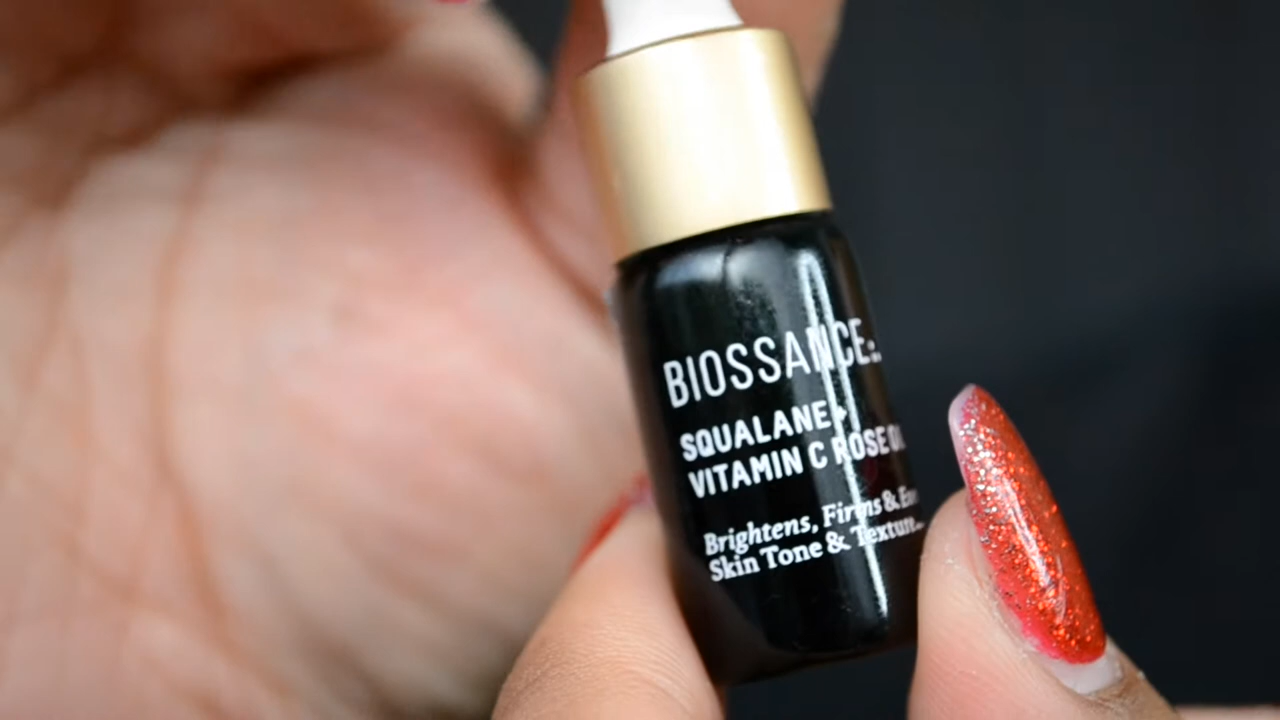 BIOSSANCE
SQUALANE +
VITAMIN C ROSE
Brightens, Firms &
Skin Tone & Texture